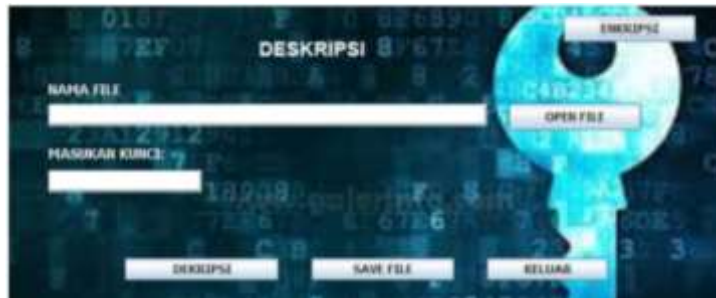 ENKRIPSI
DESKRIPSI
NAMA FILE
OPEN FILE
MASUKAN KUNCI:
DEKRIPSI
SAVE FILE
KELUAR